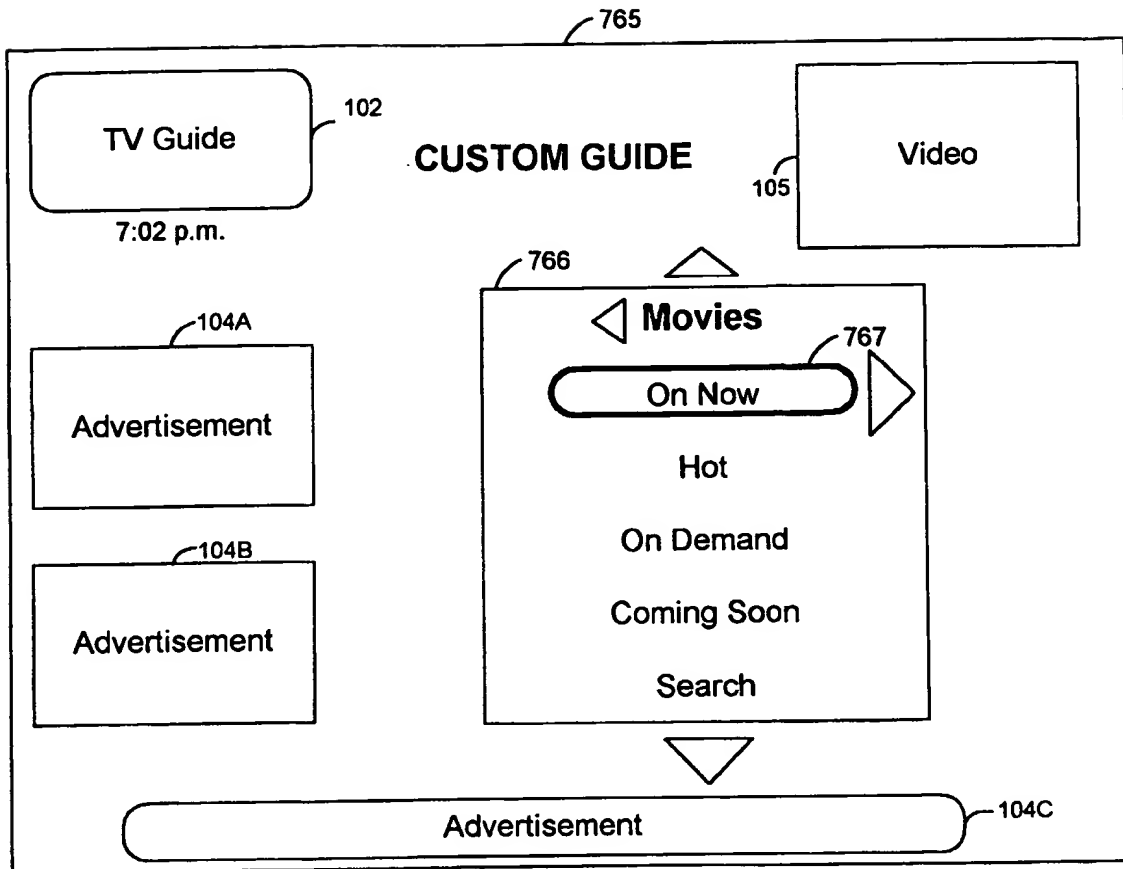 765
TV Guide
102
CUSTOM GUIDE
Video
105
7:02 p.m.
766
Movies
767
On Now
104A
Advertisement
Hot
On Demand
104B
Advertisement
Coming Soon
Search
Advertisement
104C